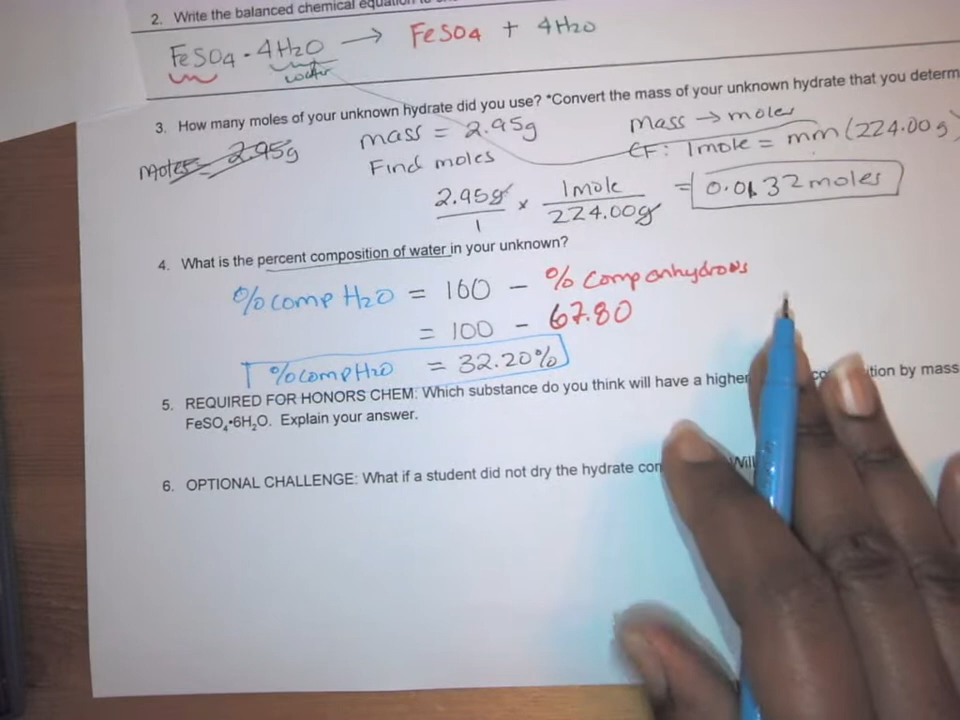 2. Write the balanced chemical equation to
FeSO4 - 4H2O → FeSO4 + 4H2O
water
3. How many moles of your unknown hydrate did you use? *Convert the mass of your unknown hydrate that you determ
moles = 2.95g
mass = 2.95g
Find moles
Mass → moles
CF: 1mole = mm (224.00g)
2.95g/1 × 1mole/224.00g = 0.0132 moles
4. What is the percent composition of water in your unknown?
% comp H2O = 100 - % Comp anhydrous
= 100 - 67.80
% comp H2O = 32.20%
5. REQUIRED FOR HONORS CHEM: Which substance do you think will have a higher ition by mass
FeSO4•6H2O. Explain your answer.
6. OPTIONAL CHALLENGE: What if a student did not dry the hydrate com Will